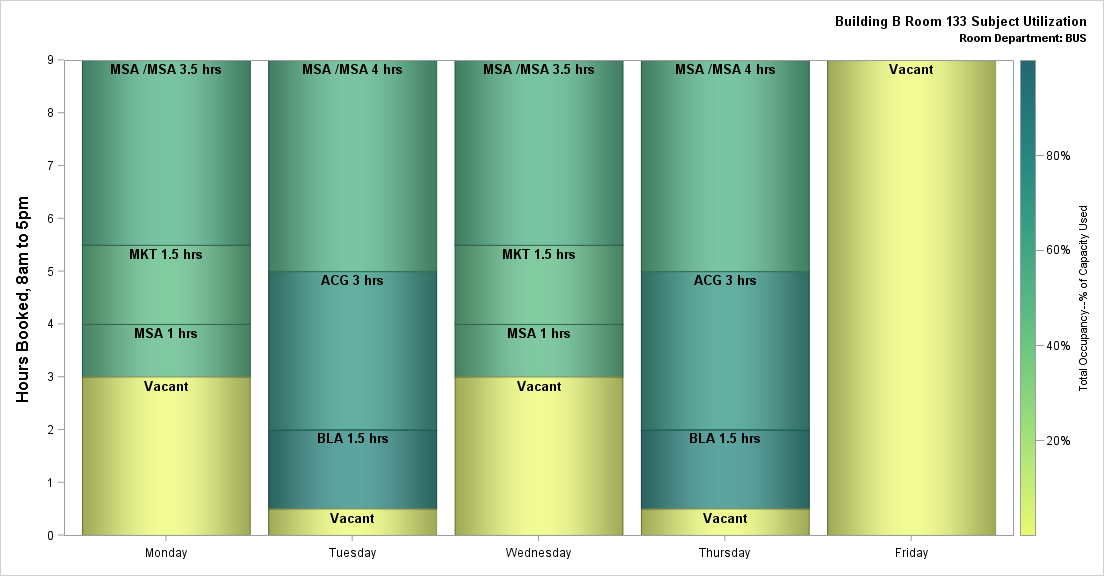 Building B Room 133 Subject Utilization
Room Department: BUS
Hours Booked, 8am to 5pm
9
8
7
6
5
4
3
2
1
0
MSA /MSA 3.5 hrs
MKT 1.5 hrs
MSA 1 hrs
Vacant
MSA /MSA 4 hrs
ACG 3 hrs
BLA 1.5 hrs
Vacant
MSA /MSA 3.5 hrs
MKT 1.5 hrs
MSA 1 hrs
Vacant
MSA /MSA 4 hrs
ACG 3 hrs
BLA 1.5 hrs
Vacant
Vacant
Monday
Tuesday
Wednesday
Thursday
Friday
80%
60%
40%
20%
Total Occupancy--% of Capacity Used